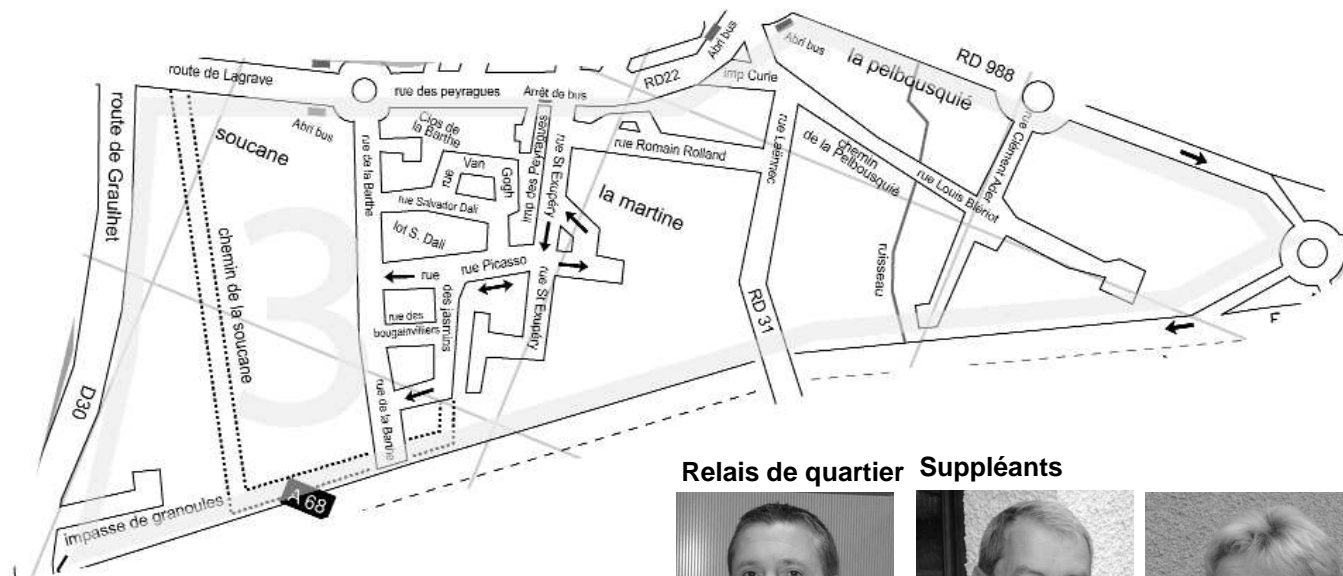 Abri bus
la pelbousquié
RD 988
Abri bus
RD22
imp Curie
route de Lagrave
rue des peyragues
Arrêt de bus
route de Graulhet
Abri bus
soucane
Clos de
la Barthe
rue de la Barthe
rue Van Gogh
imp des Peyragues
rue St Exupéry
rue Romain Rolland
rue Laënnec
chemin
de la Pelbousquié
rue Louis Blériot
rue Clément Ader
la martine
rue Salvador Dali
lot S. Dali
rue Picasso
3
chemin de la soucane
rue
des jasmins
rue St Exupéry
ruisseau
RD 31
rue des
bougainvilliers
rue de la Barthe
D30
A 68
impasse de granoules
Relais de quartier
Suppléants